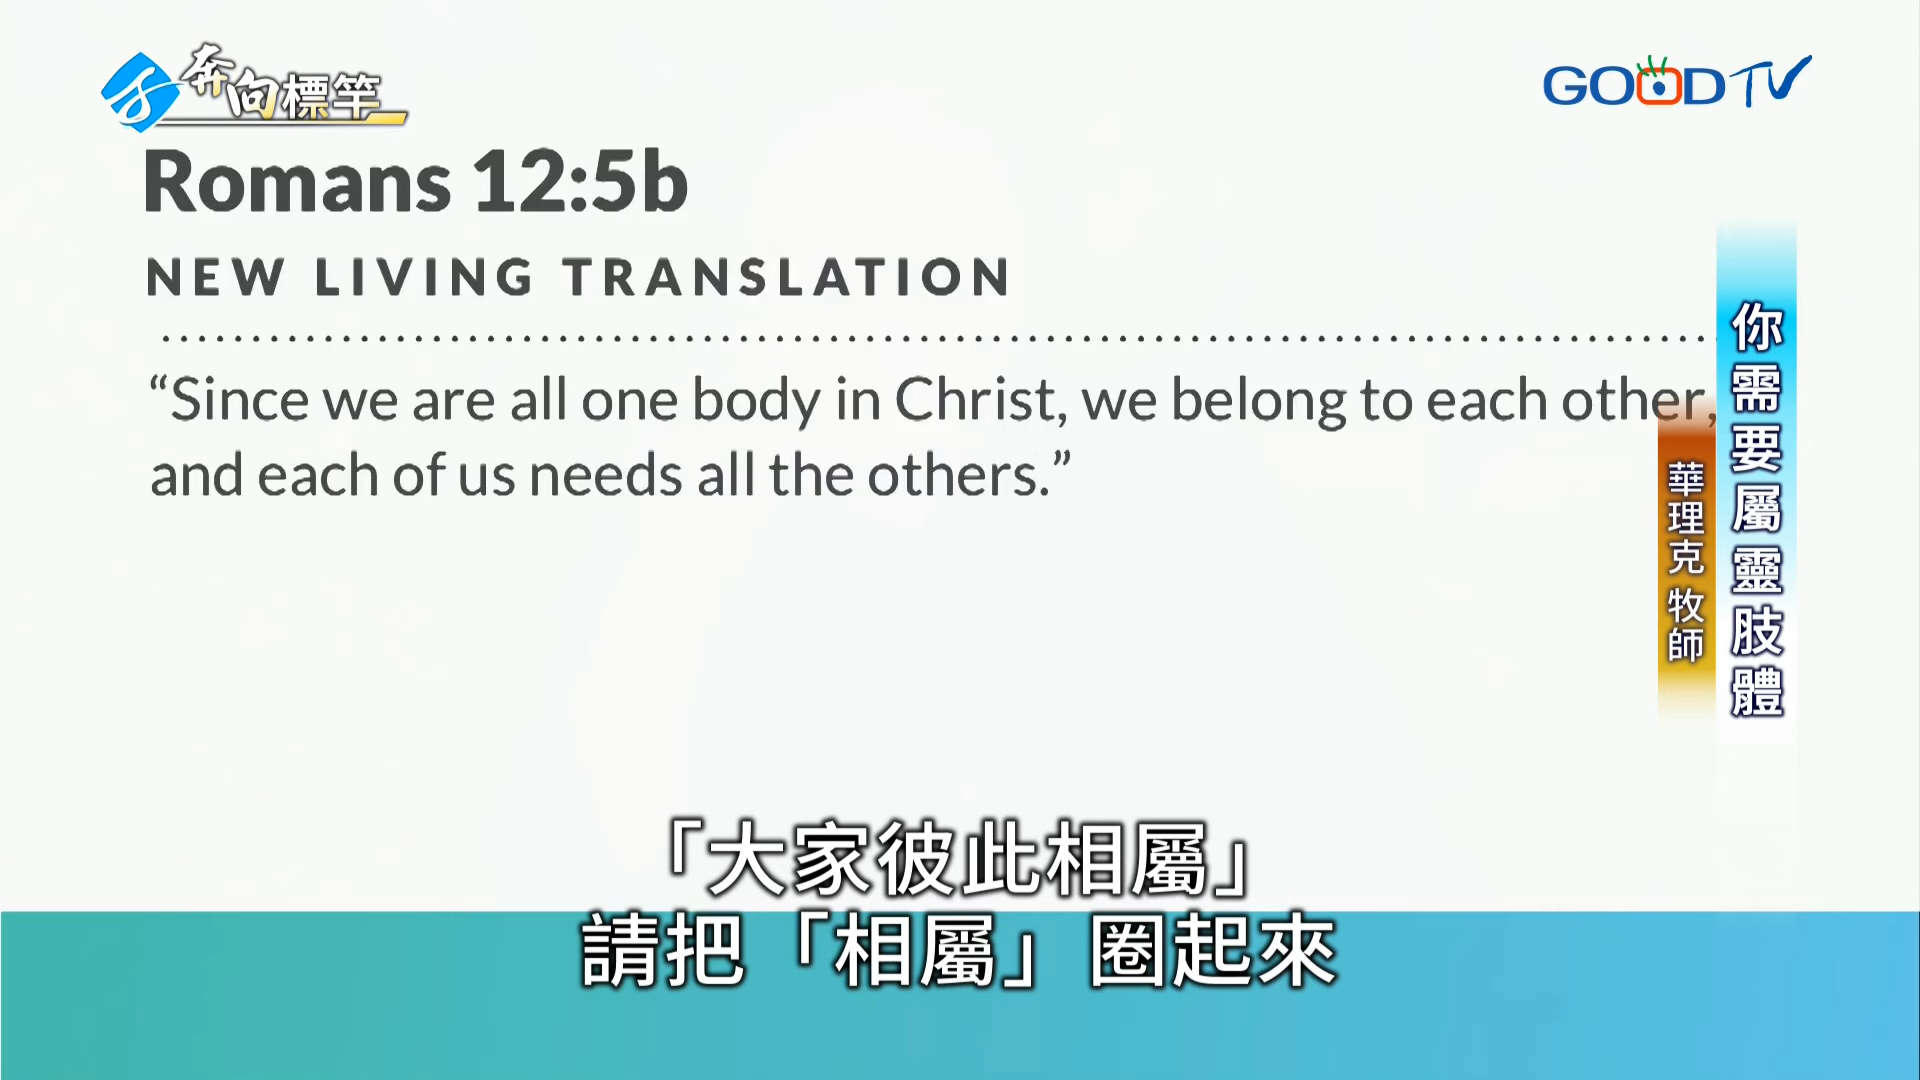 奔向標竿
GOOD TV
Romans 12:5b
NEW LIVING TRANSLATION
“Since we are all one body in Christ, we belong to each other,
and each of us needs all the others.”
你需要屬靈肢體
華理克 牧師
「大家彼此相屬」
請把「相屬」圈起來